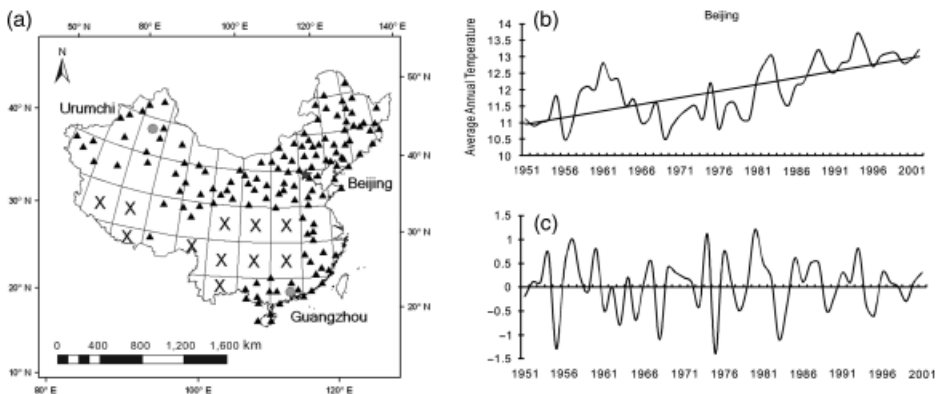 (a)
50° E 60° E 80° E 100° E 120° E 130° E 140° E
N
50° N
40° N
Urumchi
40° N
Beijing
30° N
X X X X X
X X
30° N
X X X
20° N
X
20° N
Guangzhou
0 400 800 1,200 1,600 km
10° N
10° N
80° E 100° E 120° E
(b)
Beijing
Average Annual Temperature
14
13.5
13
12.5
12
11.5
11
10.5
10
1951 1956 1961 1966 1971 1976 1981 1986 1991 1996 2001
(c)
1.5
1
0.5
0
−0.5
−1
−1.5
1951 1956 1961 1966 1971 1976 1981 1986 1991 1996 2001